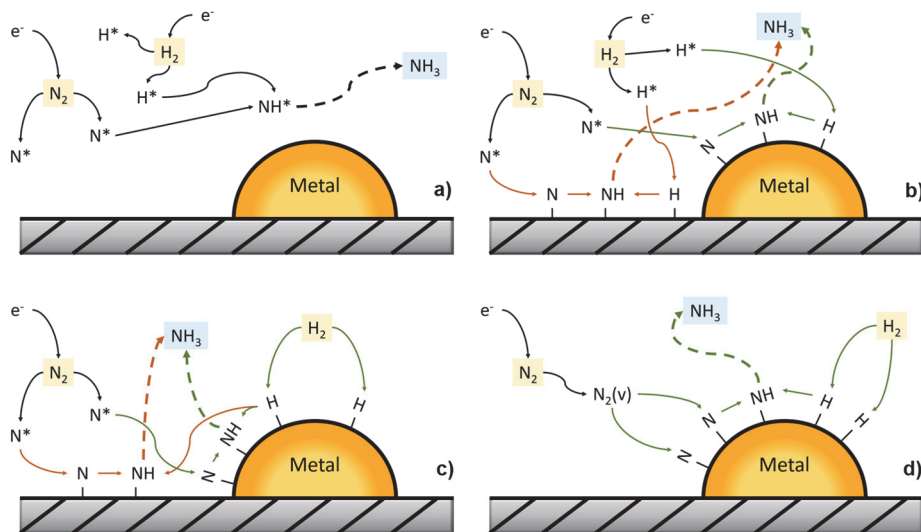 e-
H*
H2
e-
N2
H*
NH*
NH3
N*
N*
Metal
a)
e-
e-
NH3
H2
H*
N2
H*
N*
N
NH
H
N*
N
NH
H
Metal
b)
e-
NH3
H2
N2
N*
H
H
N*
NH
N
NH
N
Metal
c)
e-
NH3
H2
N2
N2(v)
N
NH
H
H
N
Metal
d)